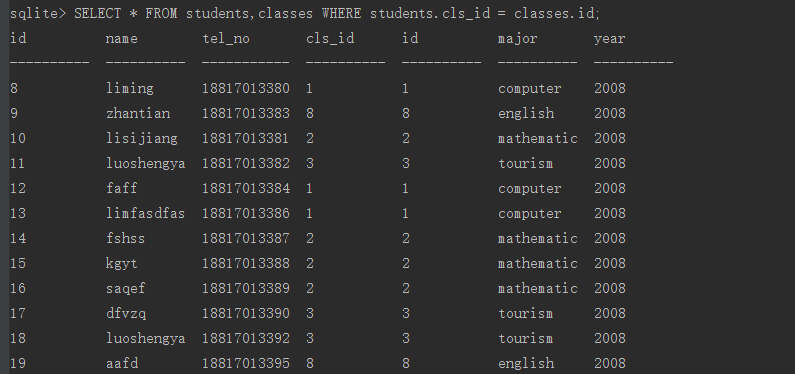 sqlite> SELECT * FROM students,classes WHERE students.cls_id = classes.id;
id name tel_no cls_id id major year
---------- ---------- ---------- ---------- ---------- ---------- ----------
8 liming 18817013380 1 1 computer 2008
9 zhantian 18817013383 8 8 english 2008
10 lisijiang 18817013381 2 2 mathematic 2008
11 luoshengya 18817013382 3 3 tourism 2008
12 faff 18817013384 1 1 computer 2008
13 limfasdfas 18817013386 1 1 computer 2008
14 fshss 18817013387 2 2 mathematic 2008
15 kgyt 18817013388 2 2 mathematic 2008
16 saqef 18817013389 2 2 mathematic 2008
17 dfvzq 18817013390 3 3 tourism 2008
18 luoshengya 18817013392 3 3 tourism 2008
19 aafd 18817013395 8 8 english 2008